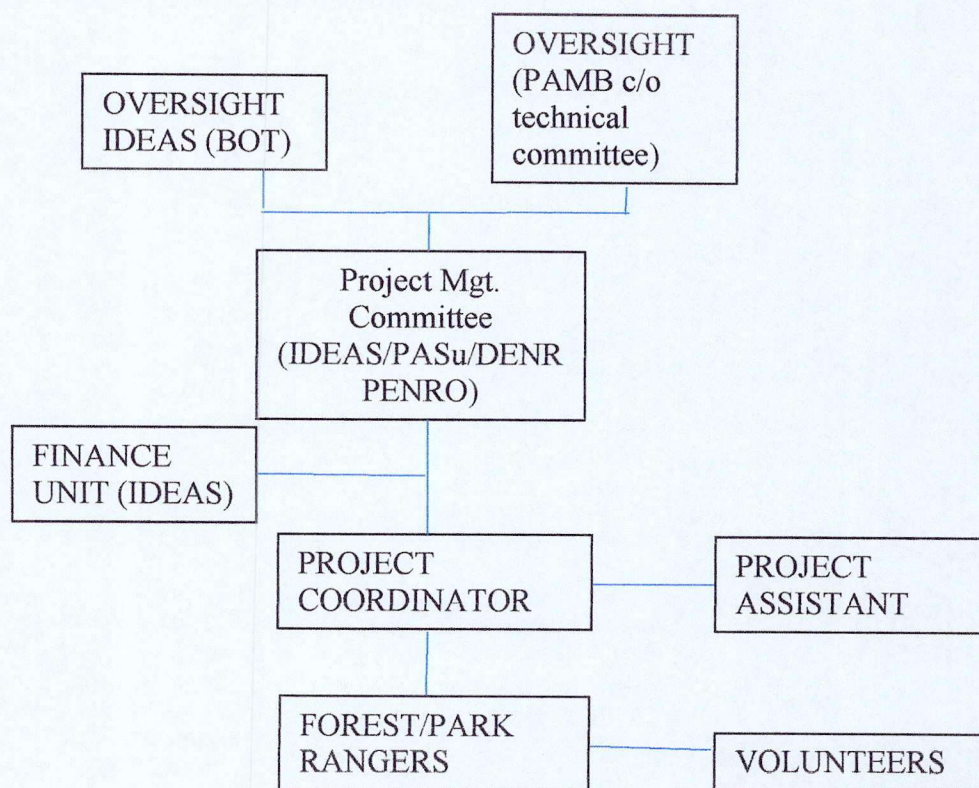 OVERSIGHT
IDEAS (BOT)
OVERSIGHT
(PAMB c/o
technical
committee)
Project Mgt.
Committee
(IDEAS/PASu/DENR
PENRO)
FINANCE
UNIT (IDEAS)
PROJECT
COORDINATOR
PROJECT
ASSISTANT
FOREST/PARK
RANGERS
VOLUNTEERS